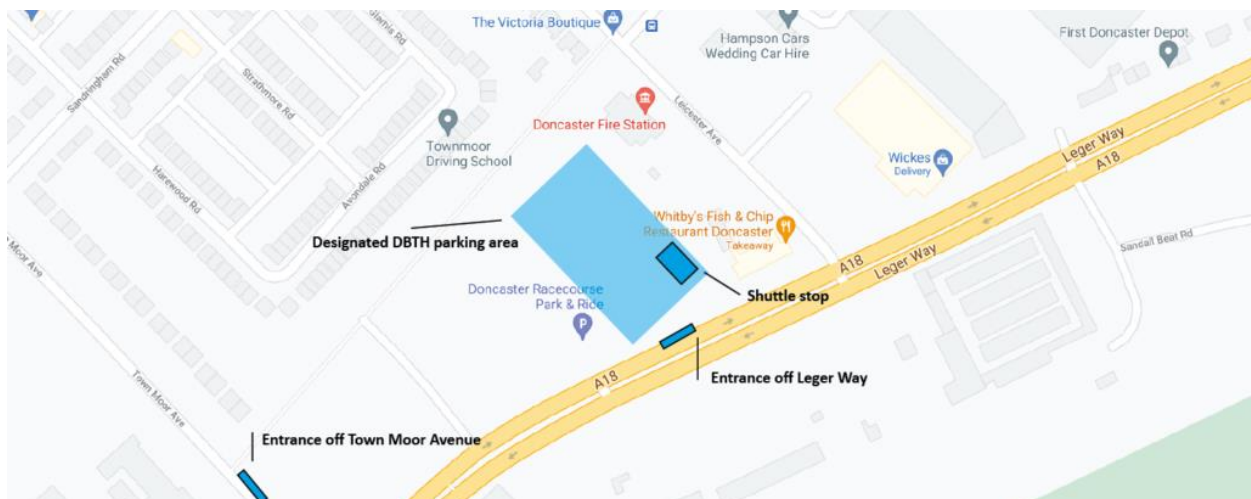 The Victoria Boutique
Hampson Cars
Wedding Car Hire
First Doncaster Depot
Sandringham Rd
Strathmore Rd
Doncaster Fire Station
Leicester Ave
Leger Way
A18
Townmoor
Driving School
Wickes
Delivery
Harewood Rd
Avondale Rd
Designated DBTH parking area
Whitby's Fish & Chip
Restaurant Doncaster
Takeaway
A18
Leger Way
Sandall Beat Rd
Doncaster Racecourse
Park & Ride
P
Shuttle stop
A18
Entrance off Leger Way
Town Moor Ave
Entrance off Town Moor Avenue